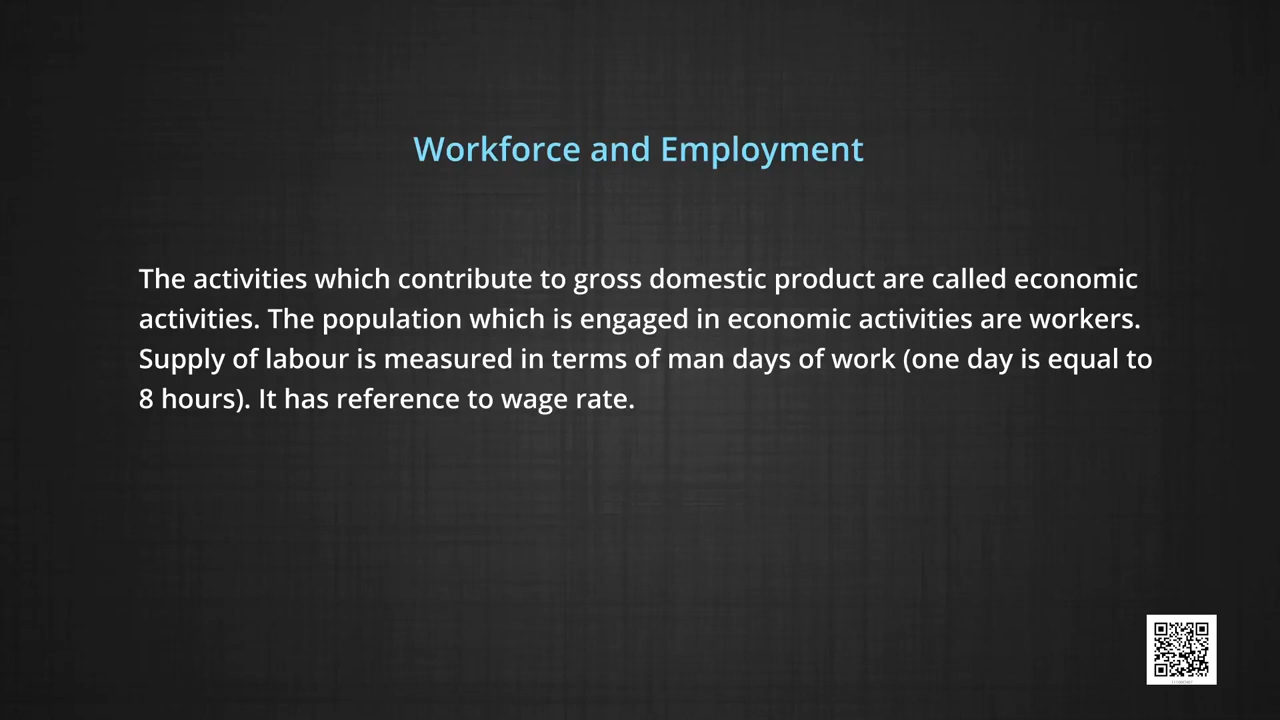 Workforce and Employment
The activities which contribute to gross domestic product are called economic
activities. The population which is engaged in economic activities are workers.
Supply of labour is measured in terms of man days of work (one day is equal to
8 hours). It has reference to wage rate.